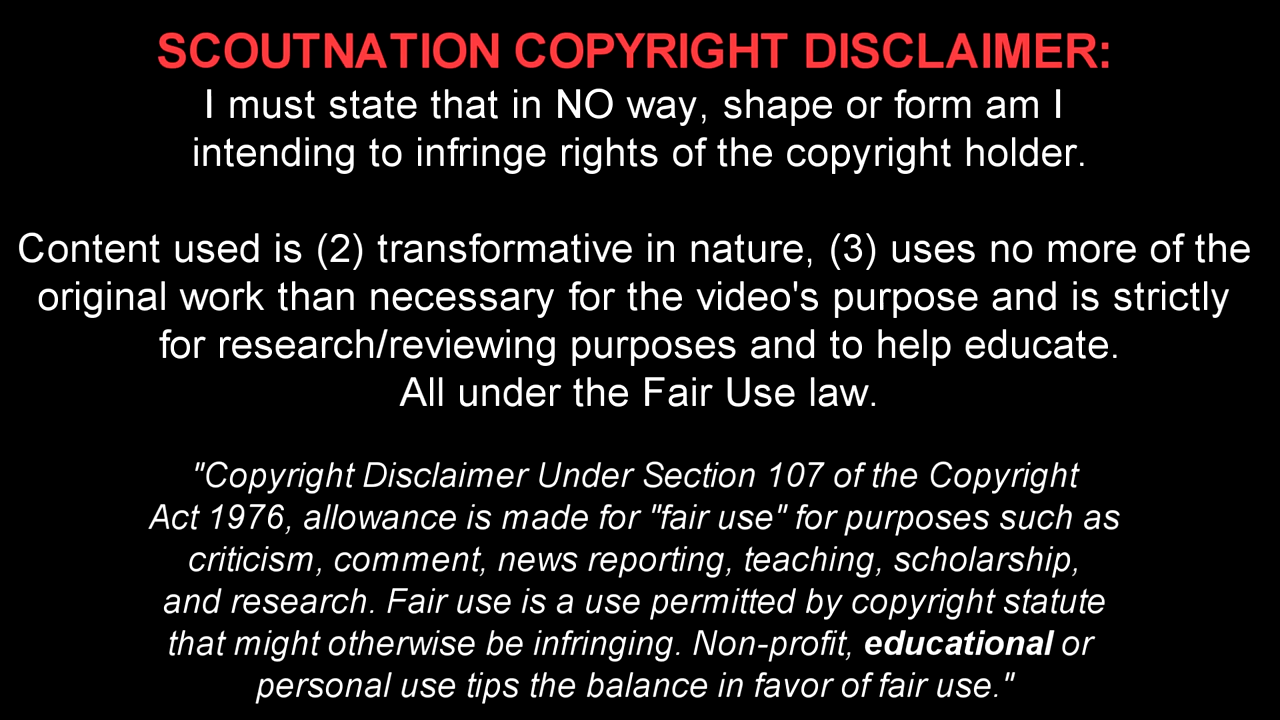 SCOUTNATION COPYRIGHT DISCLAIMER:
I must state that in NO way, shape or form am I
intending to infringe rights of the copyright holder.
Content used is (2) transformative in nature, (3) uses no more of the
original work than necessary for the video's purpose and is strictly
for research/reviewing purposes and to help educate.
All under the Fair Use law.
"Copyright Disclaimer Under Section 107 of the Copyright
Act 1976, allowance is made for "fair use" for purposes such as
criticism, comment, news reporting, teaching, scholarship,
and research. Fair use is a use permitted by copyright statute
that might otherwise be infringing. Non-profit, educational or
personal use tips the balance in favor of fair use."